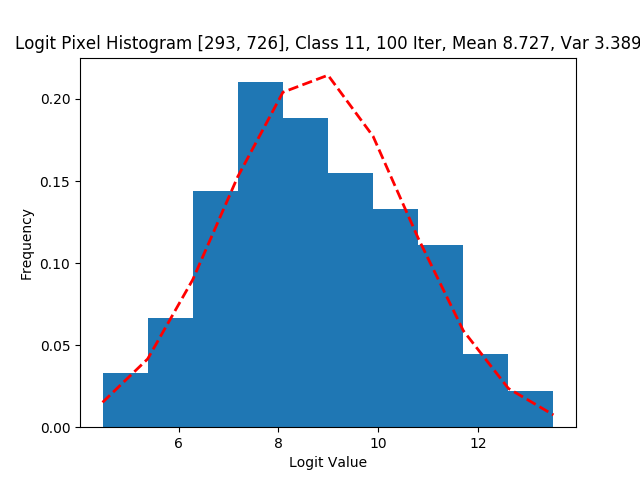 Logit Pixel Histogram [293, 726], Class 11, 100 Iter, Mean 8.727, Var 3.389
0.20
0.15
0.10
0.05
0.00
Frequency
6 8 10 12
Logit Value